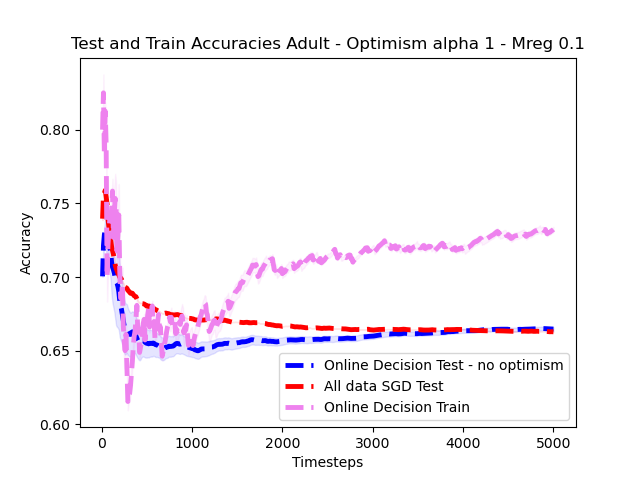 Test and Train Accuracies Adult - Optimism alpha 1 - Mreg 0.1
Accuracy
0.80
0.75
0.70
0.65
0.60
Online Decision Test - no optimism
All data SGD Test
Online Decision Train
0 1000 2000 3000 4000 5000
Timesteps